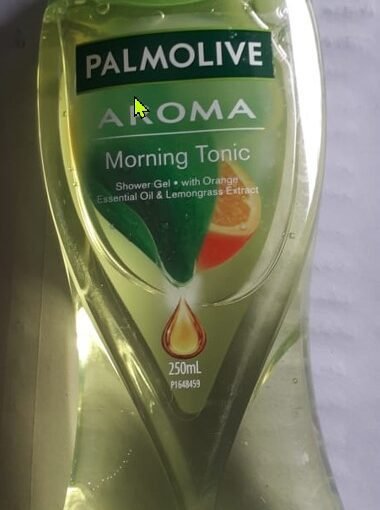 PALMOLIVE
AROMA
Morning Tonic
Shower Gel • with Orange
Essential Oil & Lemongrass Extract
250mL
P1648459